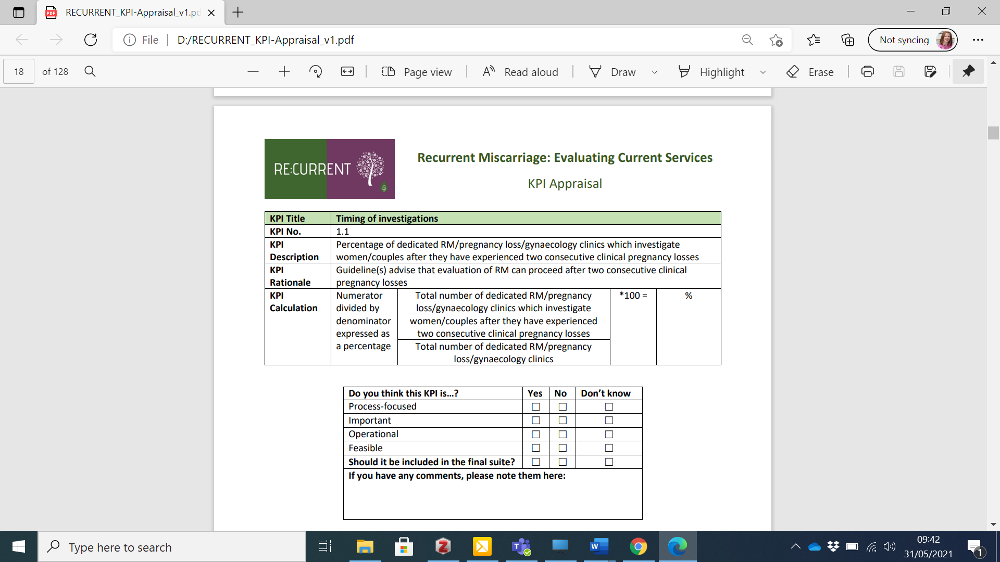 RECURRENT_KPI-Appraisal_v1.pd
File
D:/RECURRENT_KPI-Appraisal_v1.pdf
Not syncing
18 of 128
Page view
Read aloud
Draw
Highlight
Erase
RE:CURRENT
Recurrent Miscarriage: Evaluating Current Services
KPI Appraisal
KPI Title
Timing of investigations
KPI No.
1.1
KPI
Description
Percentage of dedicated RM/pregnancy loss/gynaecology clinics which investigate
women/couples after they have experienced two consecutive clinical pregnancy losses
KPI
Rationale
Guideline(s) advise that evaluation of RM can proceed after two consecutive clinical
pregnancy losses
KPI
Calculation
Numerator
divided by
denominator
expressed as
a percentage
Total number of dedicated RM/pregnancy
loss/gynaecology clinics which investigate
women/couples after they have experienced
two consecutive clinical pregnancy losses
Total number of dedicated RM/pregnancy
loss/gynaecology clinics
*100 =
%
Do you think this KPI is…? Yes No Don’t know
Process-focused
Important
Operational
Feasible
Should it be included in the final suite?
If you have any comments, please note them here:
Type here to search
09:42
31/05/2021
1